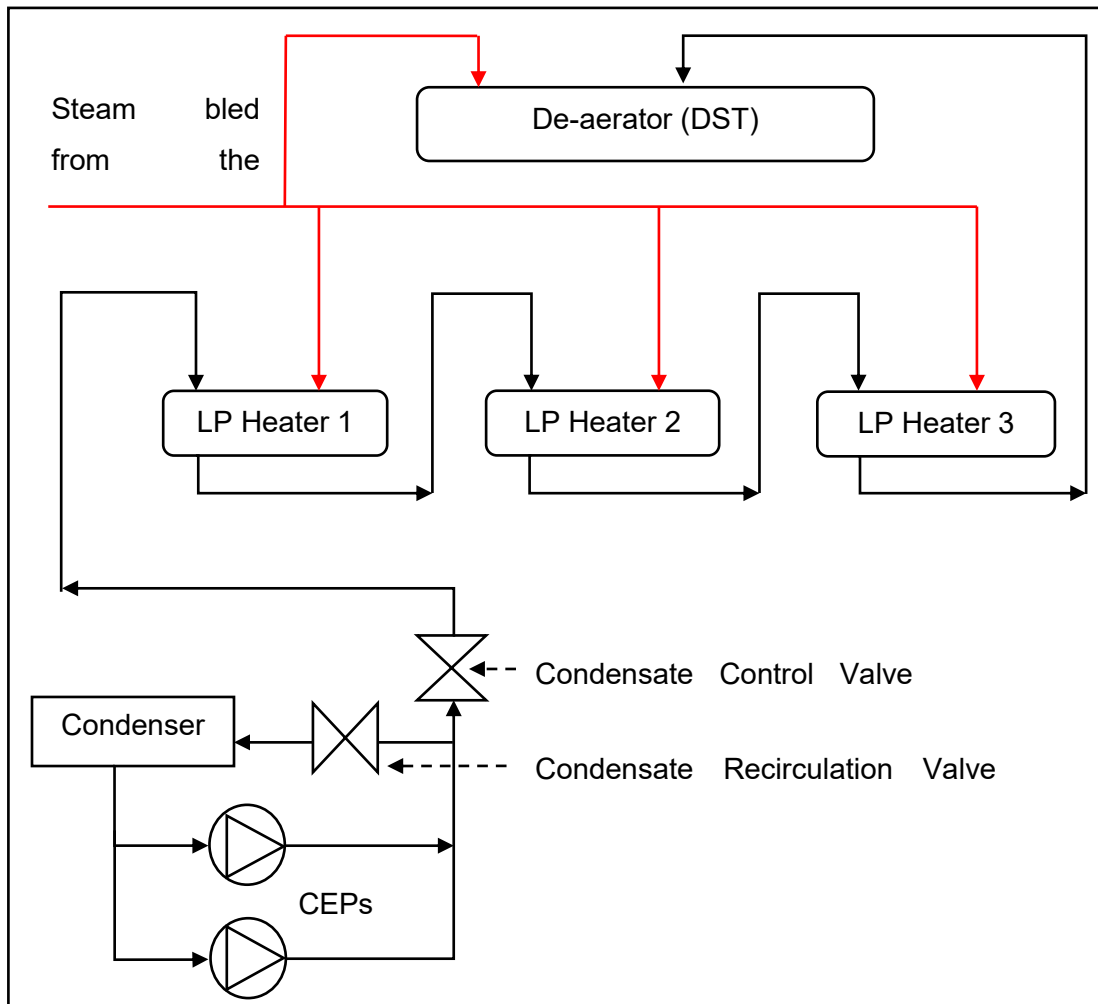 Steam bled
from the
De-aerator (DST)
LP Heater 1
LP Heater 2
LP Heater 3
Condensate Control Valve
Condenser
Condensate Recirculation Valve
CEPs